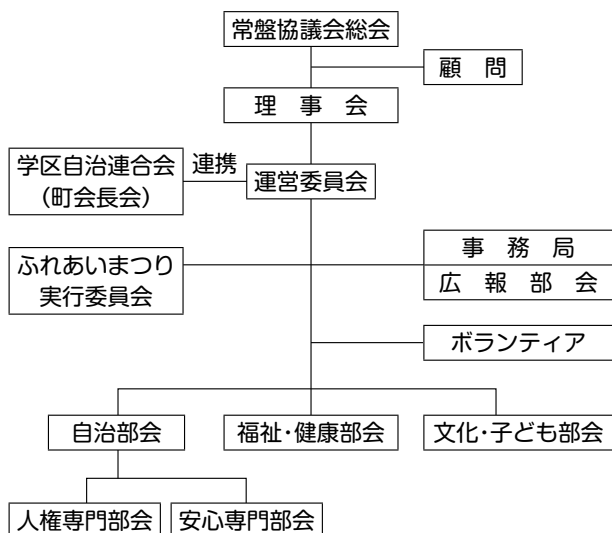 常盤協議会総会
顧　問
理　事　会
学区自治連合会
（町会長会）
連携
運営委員会
ふれあいまつり
実行委員会
事　務　局
広　報　部　会
ボランティア
自治部会
福祉・健康部会
文化・子ども部会
人権専門部会
安心専門部会